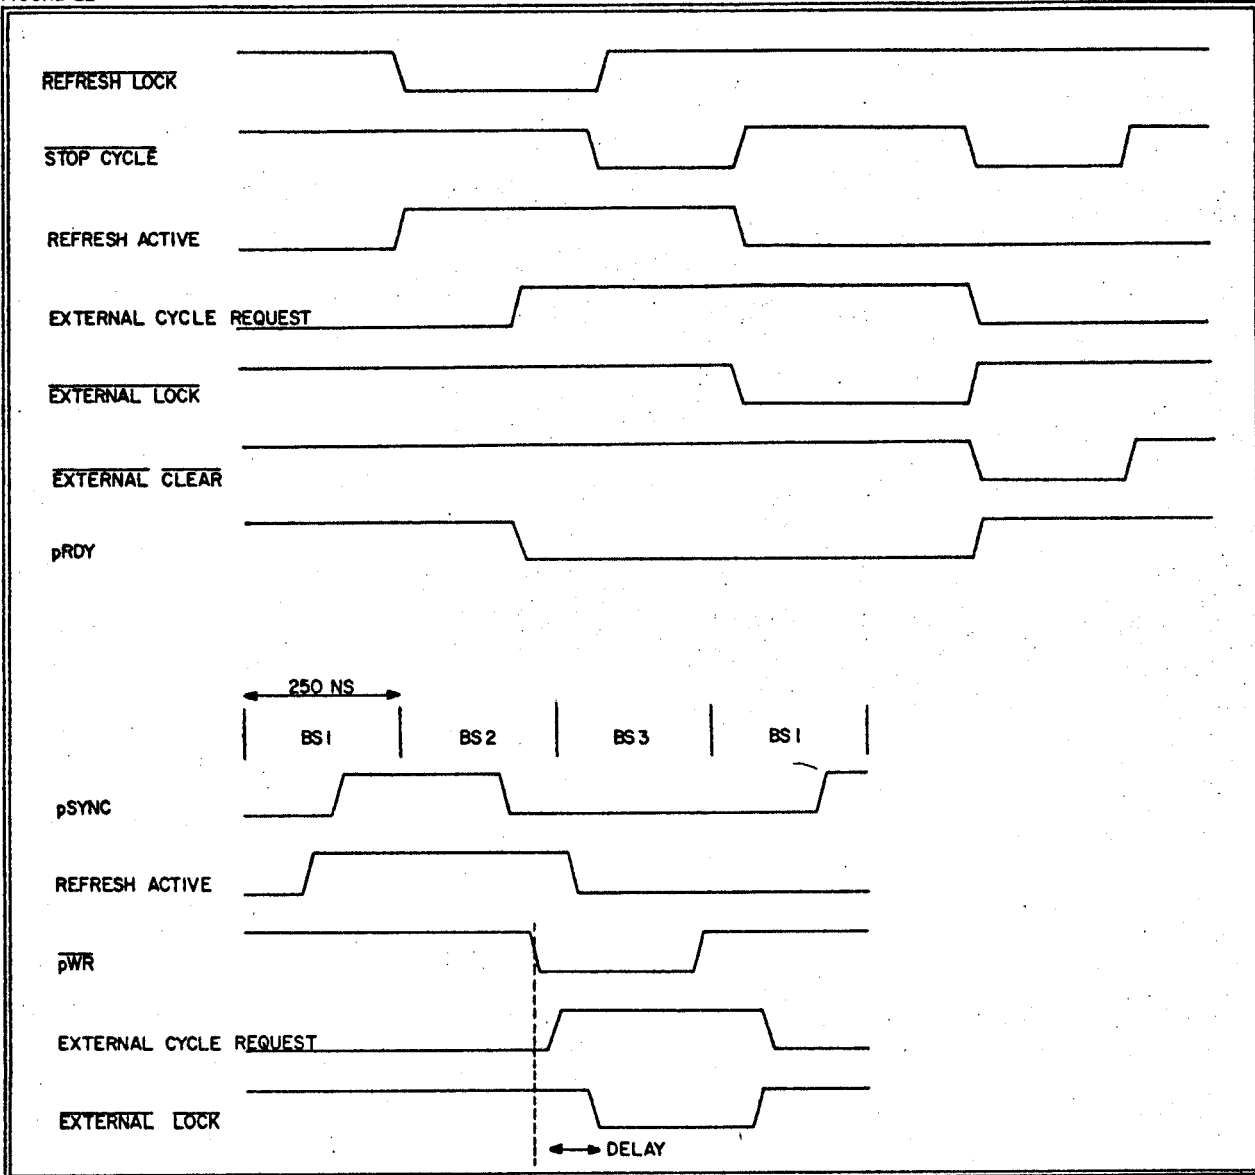 REFRESH LOCK
STOP CYCLE
REFRESH ACTIVE
EXTERNAL CYCLE REQUEST
EXTERNAL LOCK
EXTERNAL CLEAR
pRDY
250 NS
BS1 BS2 BS3 BS1
pSYNC
REFRESH ACTIVE
pWR
EXTERNAL CYCLE REQUEST
EXTERNAL LOCK
DELAY